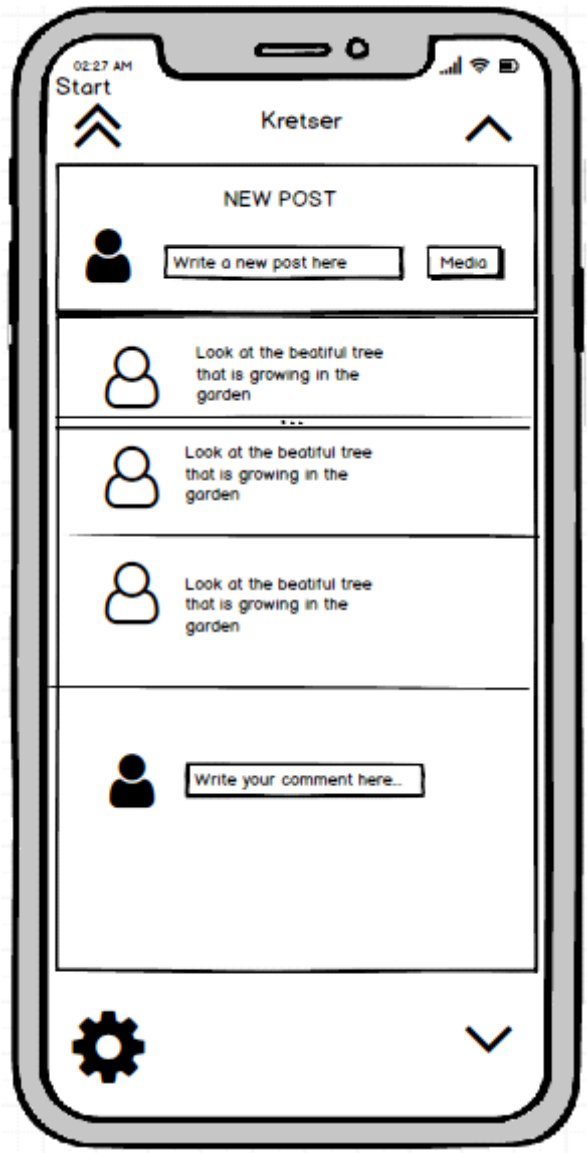 02:27 AM
Start
Kretser
NEW POST
Write a new post here
Media
Look at the beatiful tree
that is growing in the
garden
...
Look at the beatiful tree
that is growing in the
garden
Look at the beatiful tree
that is growing in the
garden
Write your comment here...